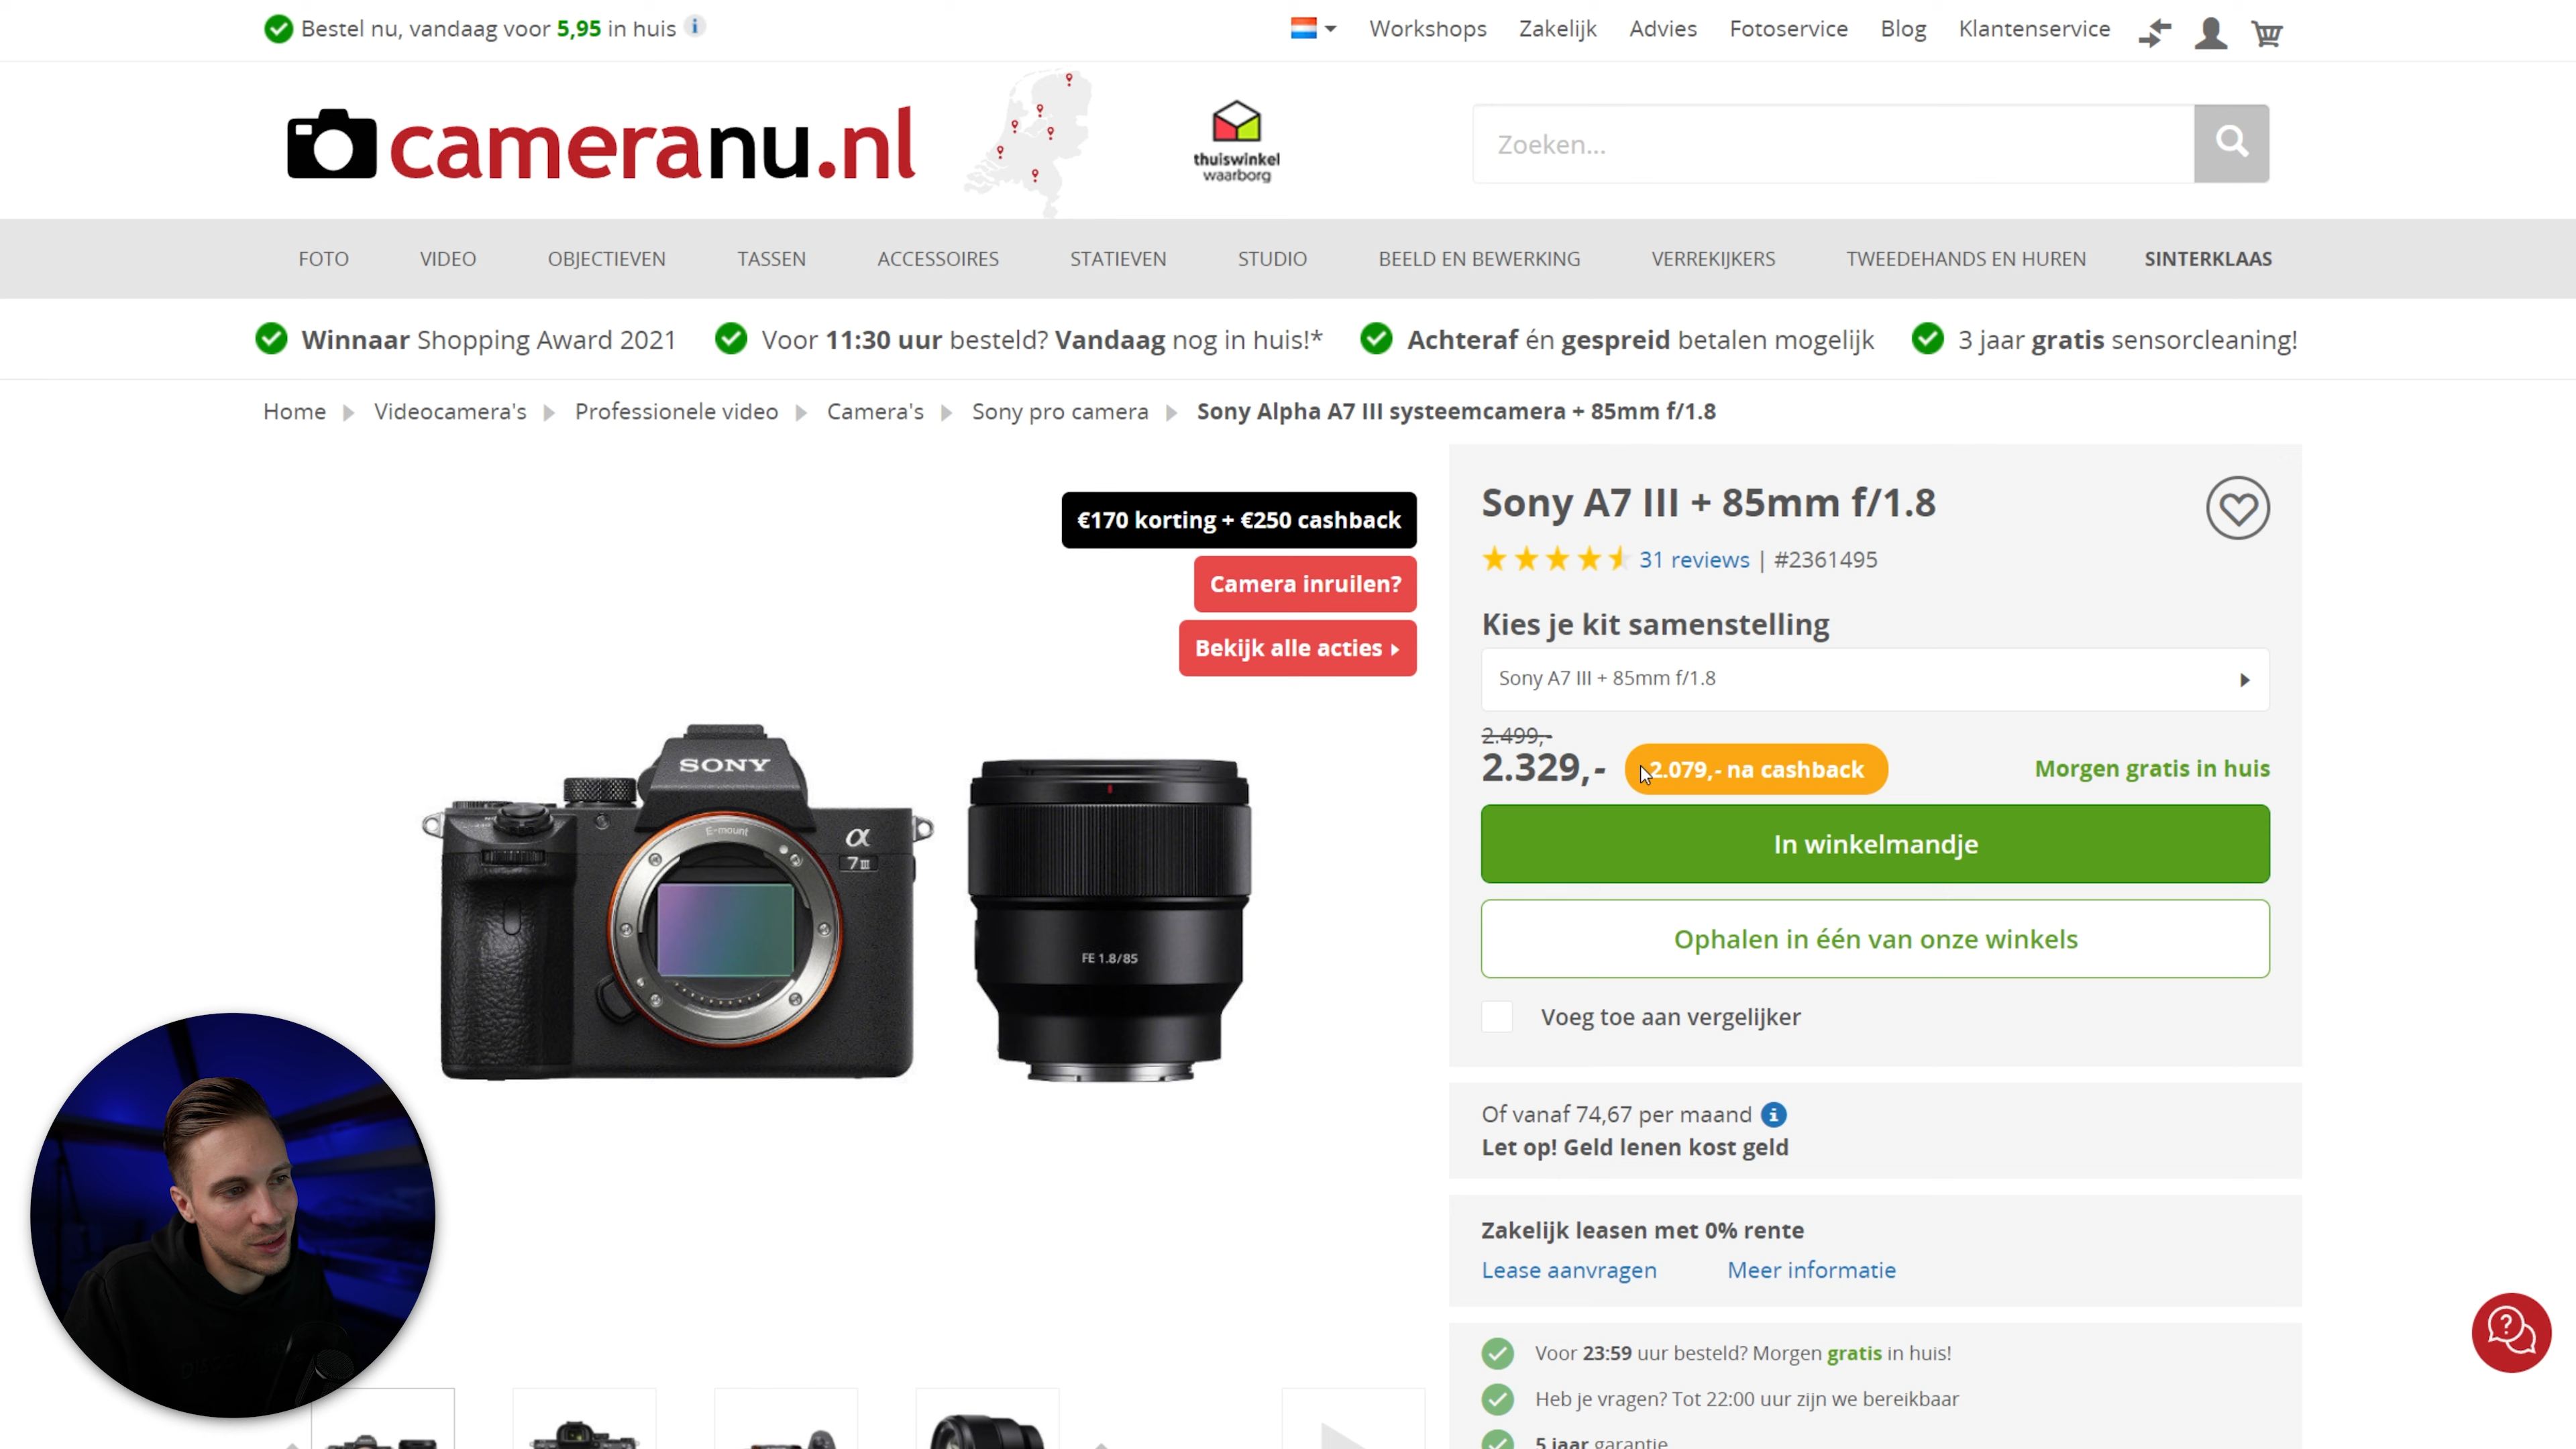 Bestel nu, vandaag voor 5,95 in huis
Workshops
Zakelijk
Advies
Fotoservice
Blog
Klantenservice
cameranu.nl
thuiswinkel
waarborg
Zoeken...
FOTO
VIDEO
OBJECTIEVEN
TASSEN
ACCESSOIRES
STATIEVEN
STUDIO
BEELD EN BEWERKING
VERREKIJKERS
TWEEDEHANDS EN HUREN
SINTERKLAAS
Winnaar Shopping Award 2021
Voor 11:30 uur besteld? Vandaag nog in huis!*
Achteraf én gespreid betalen mogelijk
3 jaar gratis sensorcleaning!
Home
Videocamera's
Professionele video
Camera's
Sony pro camera
Sony Alpha A7 III systeemcamera + 85mm f/1.8
€170 korting + €250 cashback
Camera inruilen?
Bekijk alle acties
SONY
E-mount
α
7III
FE 1.8/85
Sony A7 III + 85mm f/1.8
31 reviews | #2361495
Kies je kit samenstelling
Sony A7 III + 85mm f/1.8
2.499,-
2.329,-
2.079,- na cashback
Morgen gratis in huis
In winkelmandje
Ophalen in één van onze winkels
Voeg toe aan vergelijker
Of vanaf 74,67 per maand
Let op! Geld lenen kost geld
Zakelijk leasen met 0% rente
Lease aanvragen
Meer informatie
Voor 23:59 uur besteld? Morgen gratis in huis!
Heb je vragen? Tot 22:00 uur zijn we bereikbaar
5 jaar garantie